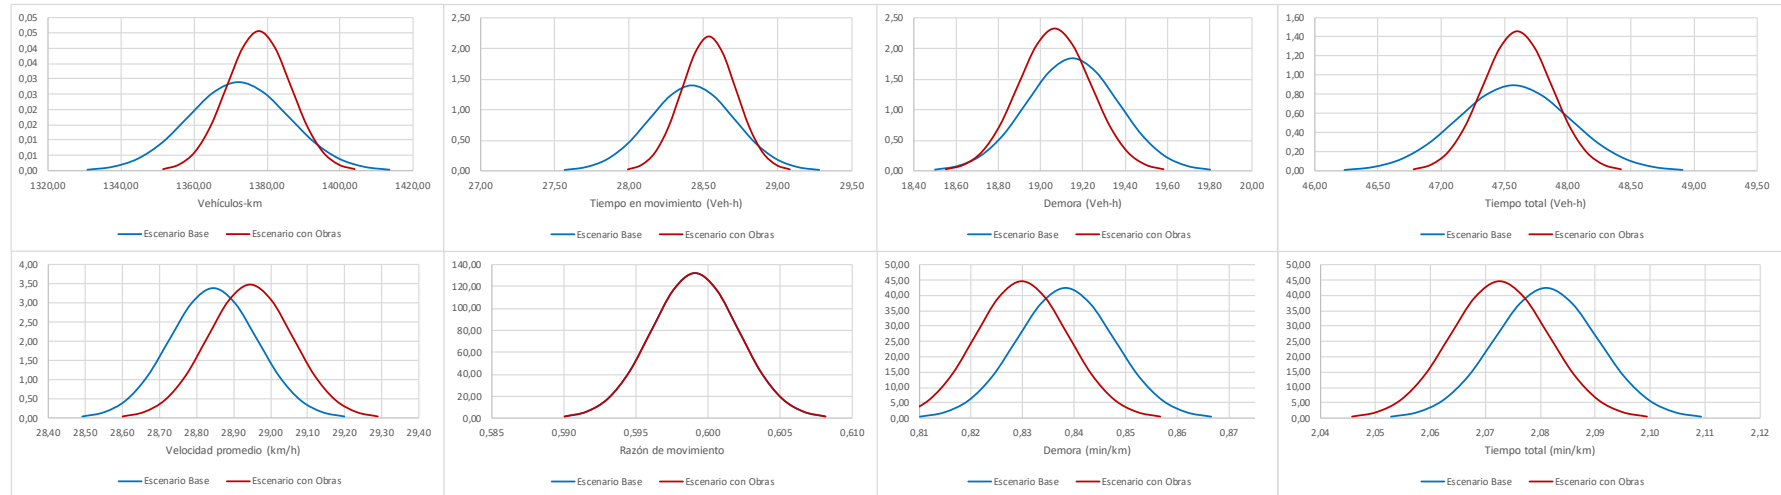 0,05
0,04
0,04
0,03
0,03
0,02
0,02
0,01
0,01
0,00
1320,00 1340,00 1360,00 1380,00 1400,00 1420,00
Vehículos-km
Escenario Base Escenario con Obras
2,50
2,00
1,50
1,00
0,50
0,00
27,00 27,50 28,00 28,50 29,00 29,50
Tiempo en movimiento (Veh-h)
Escenario Base Escenario con Obras
2,50
2,00
1,50
1,00
0,50
0,00
18,40 18,60 18,80 19,00 19,20 19,40 19,60 19,80 20,00
Demora (Veh-h)
Escenario Base Escenario con Obras
1,60
1,40
1,20
1,00
0,80
0,60
0,40
0,20
0,00
46,00 46,50 47,00 47,50 48,00 48,50 49,00 49,50
Tiempo total (Veh-h)
Escenario Base Escenario con Obras
4,00
3,50
3,00
2,50
2,00
1,50
1,00
0,50
0,00
28,40 28,50 28,60 28,70 28,80 28,90 29,00 29,10 29,20 29,30 29,40
Velocidad promedio (km/h)
Escenario Base Escenario con Obras
140,00
120,00
100,00
80,00
60,00
40,00
20,00
0,00
0,585 0,590 0,595 0,600 0,605 0,610
Razón de movimiento
Escenario Base Escenario con Obras
50,00
45,00
40,00
35,00
30,00
25,00
20,00
15,00
10,00
5,00
0,00
0,81 0,82 0,83 0,84 0,85 0,86 0,87
Demora (min/km)
Escenario Base Escenario con Obras
50,00
45,00
40,00
35,00
30,00
25,00
20,00
15,00
10,00
5,00
0,00
2,04 2,05 2,06 2,07 2,08 2,09 2,10 2,11 2,12
Tiempo total (min/km)
Escenario Base Escenario con Obras